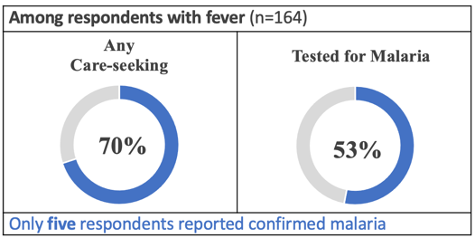 Among respondents with fever (n=164)
Any
Care-seeking
70%
Tested for Malaria
53%
Only five respondents reported confirmed malaria